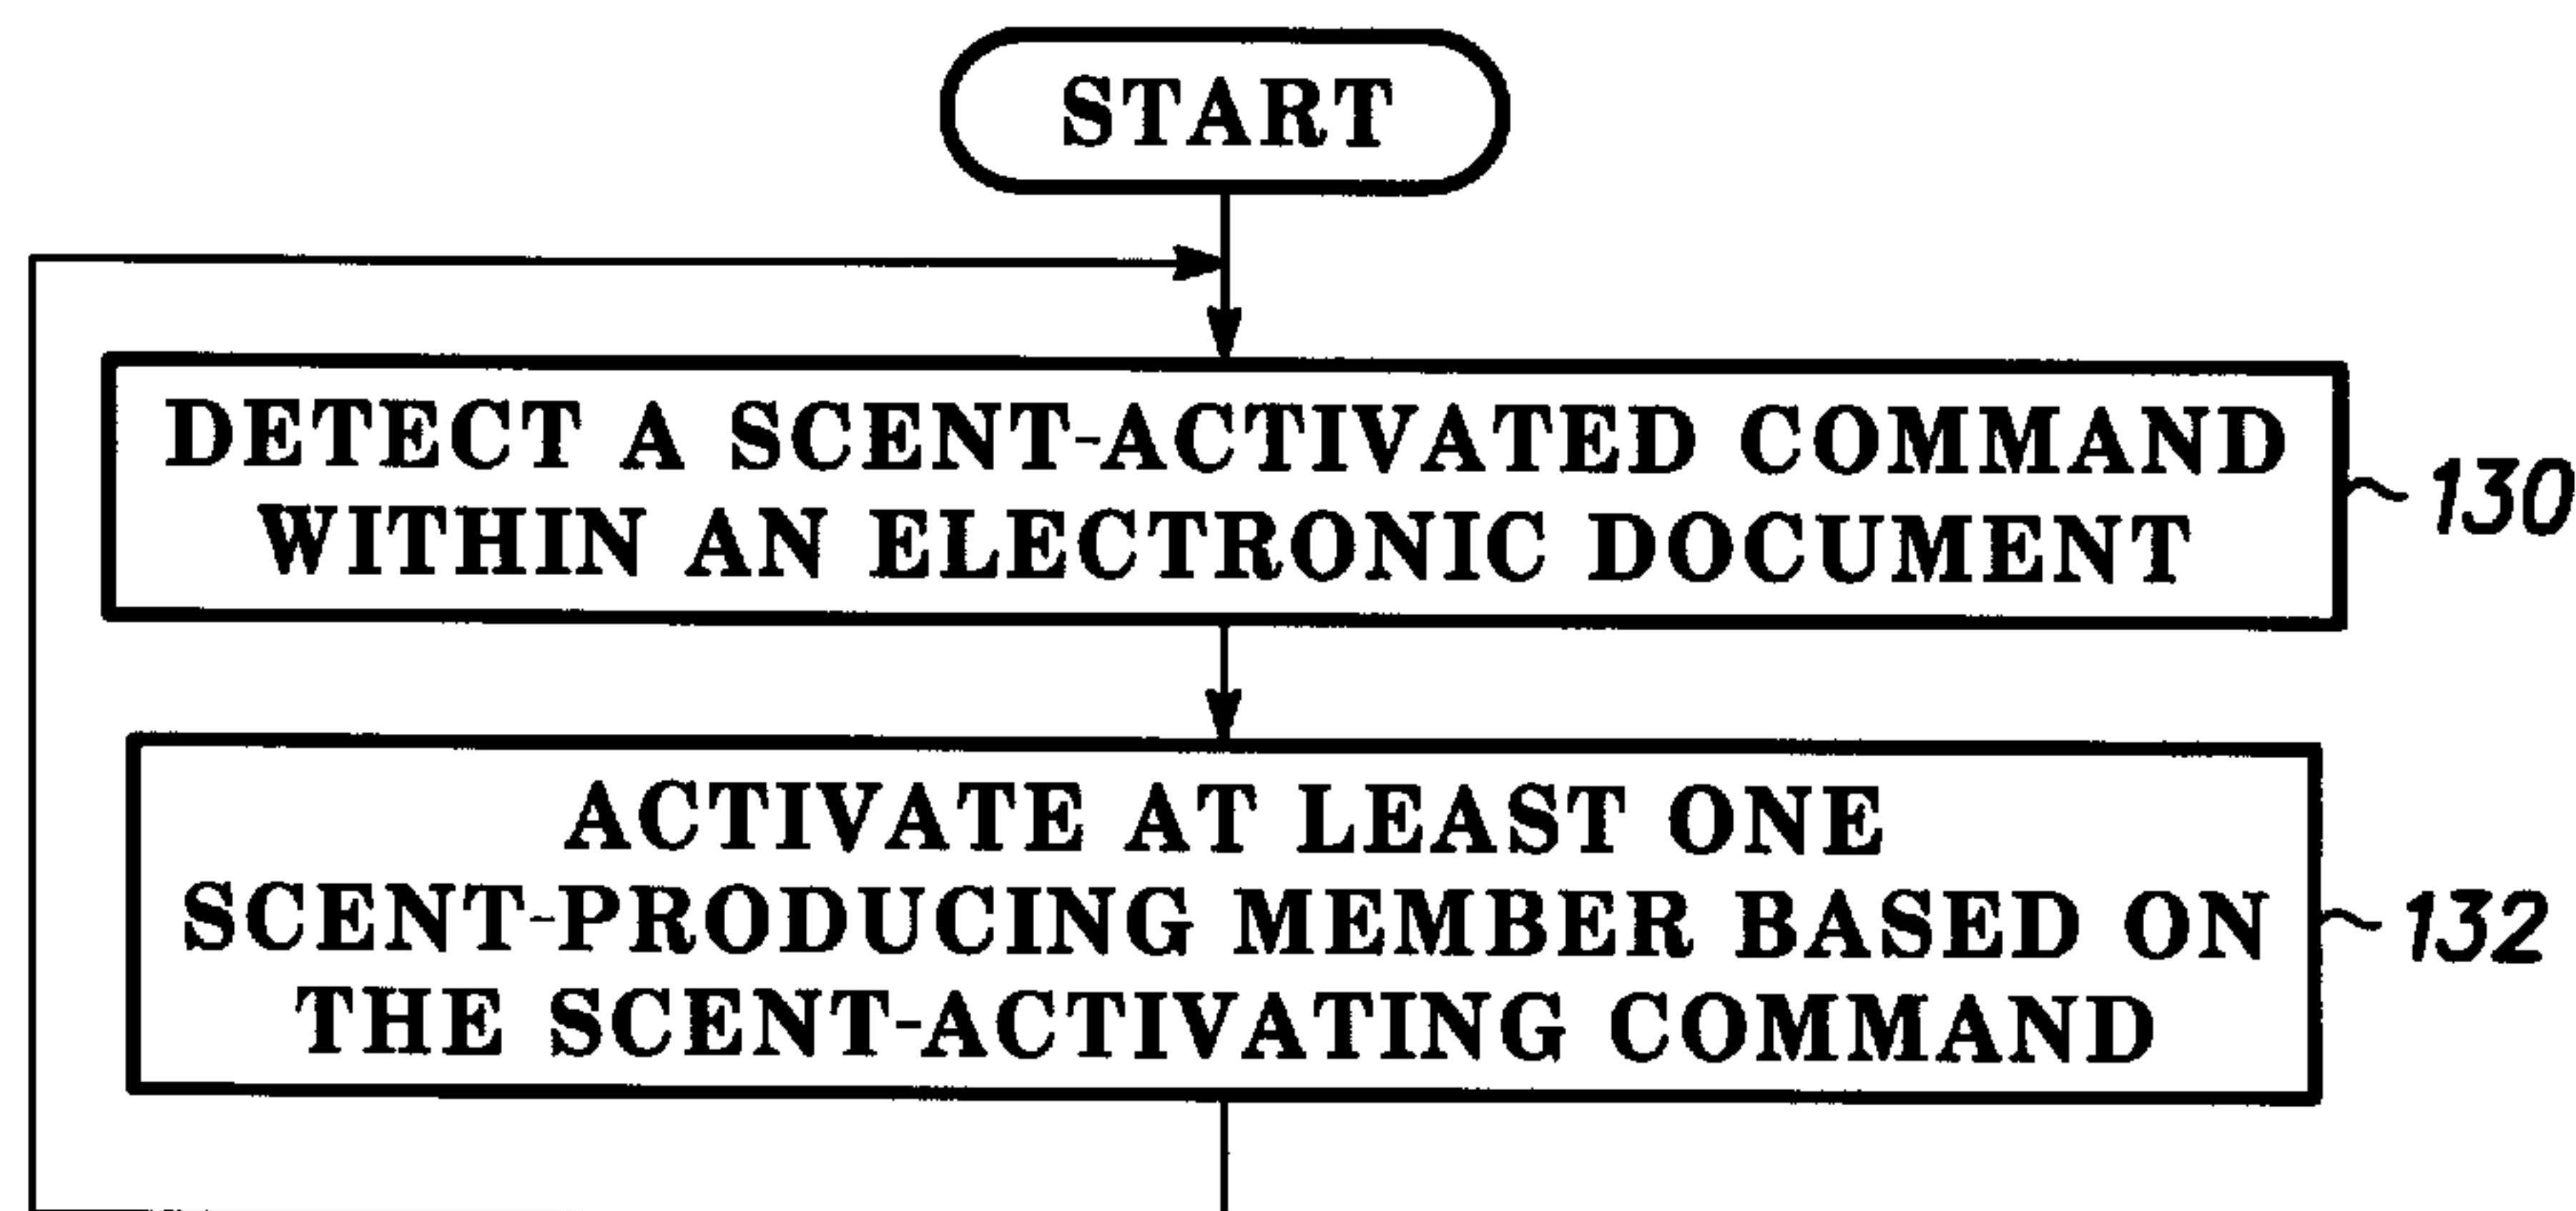 START
DETECT A SCENT-ACTIVATED COMMAND
WITHIN AN ELECTRONIC DOCUMENT
130
ACTIVATE AT LEAST ONE
SCENT-PRODUCING MEMBER BASED ON
THE SCENT-ACTIVATING COMMAND
132